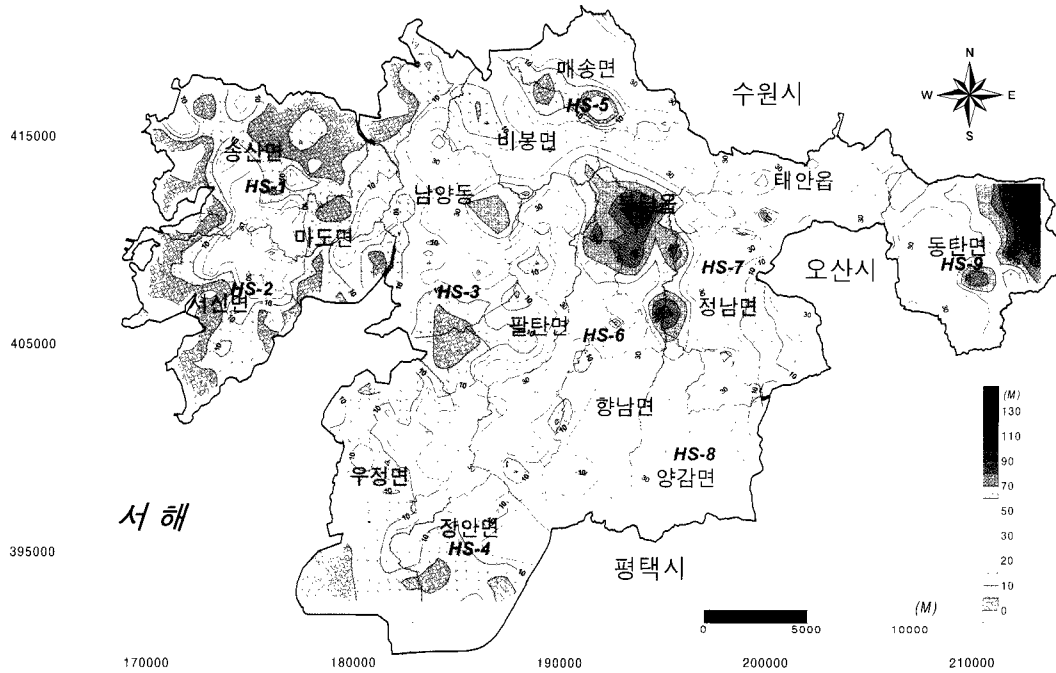 N
W E
S
매송면
수원시
HS-5
415000
비봉면
송산면
태안읍
HS-1
남양동
마도면
동탄면
HS-9
HS-7
오산시
HS-2
HS-3
서신면
정남면
팔탄면
HS-6
405000
향남면
(M)
130
110
90
70
50
30
20
10
0
HS-8
우정면
양감면
서 해
장안면
HS-4
395000
평택시
(M)
0 5000 10000
170000 180000 190000 200000 210000